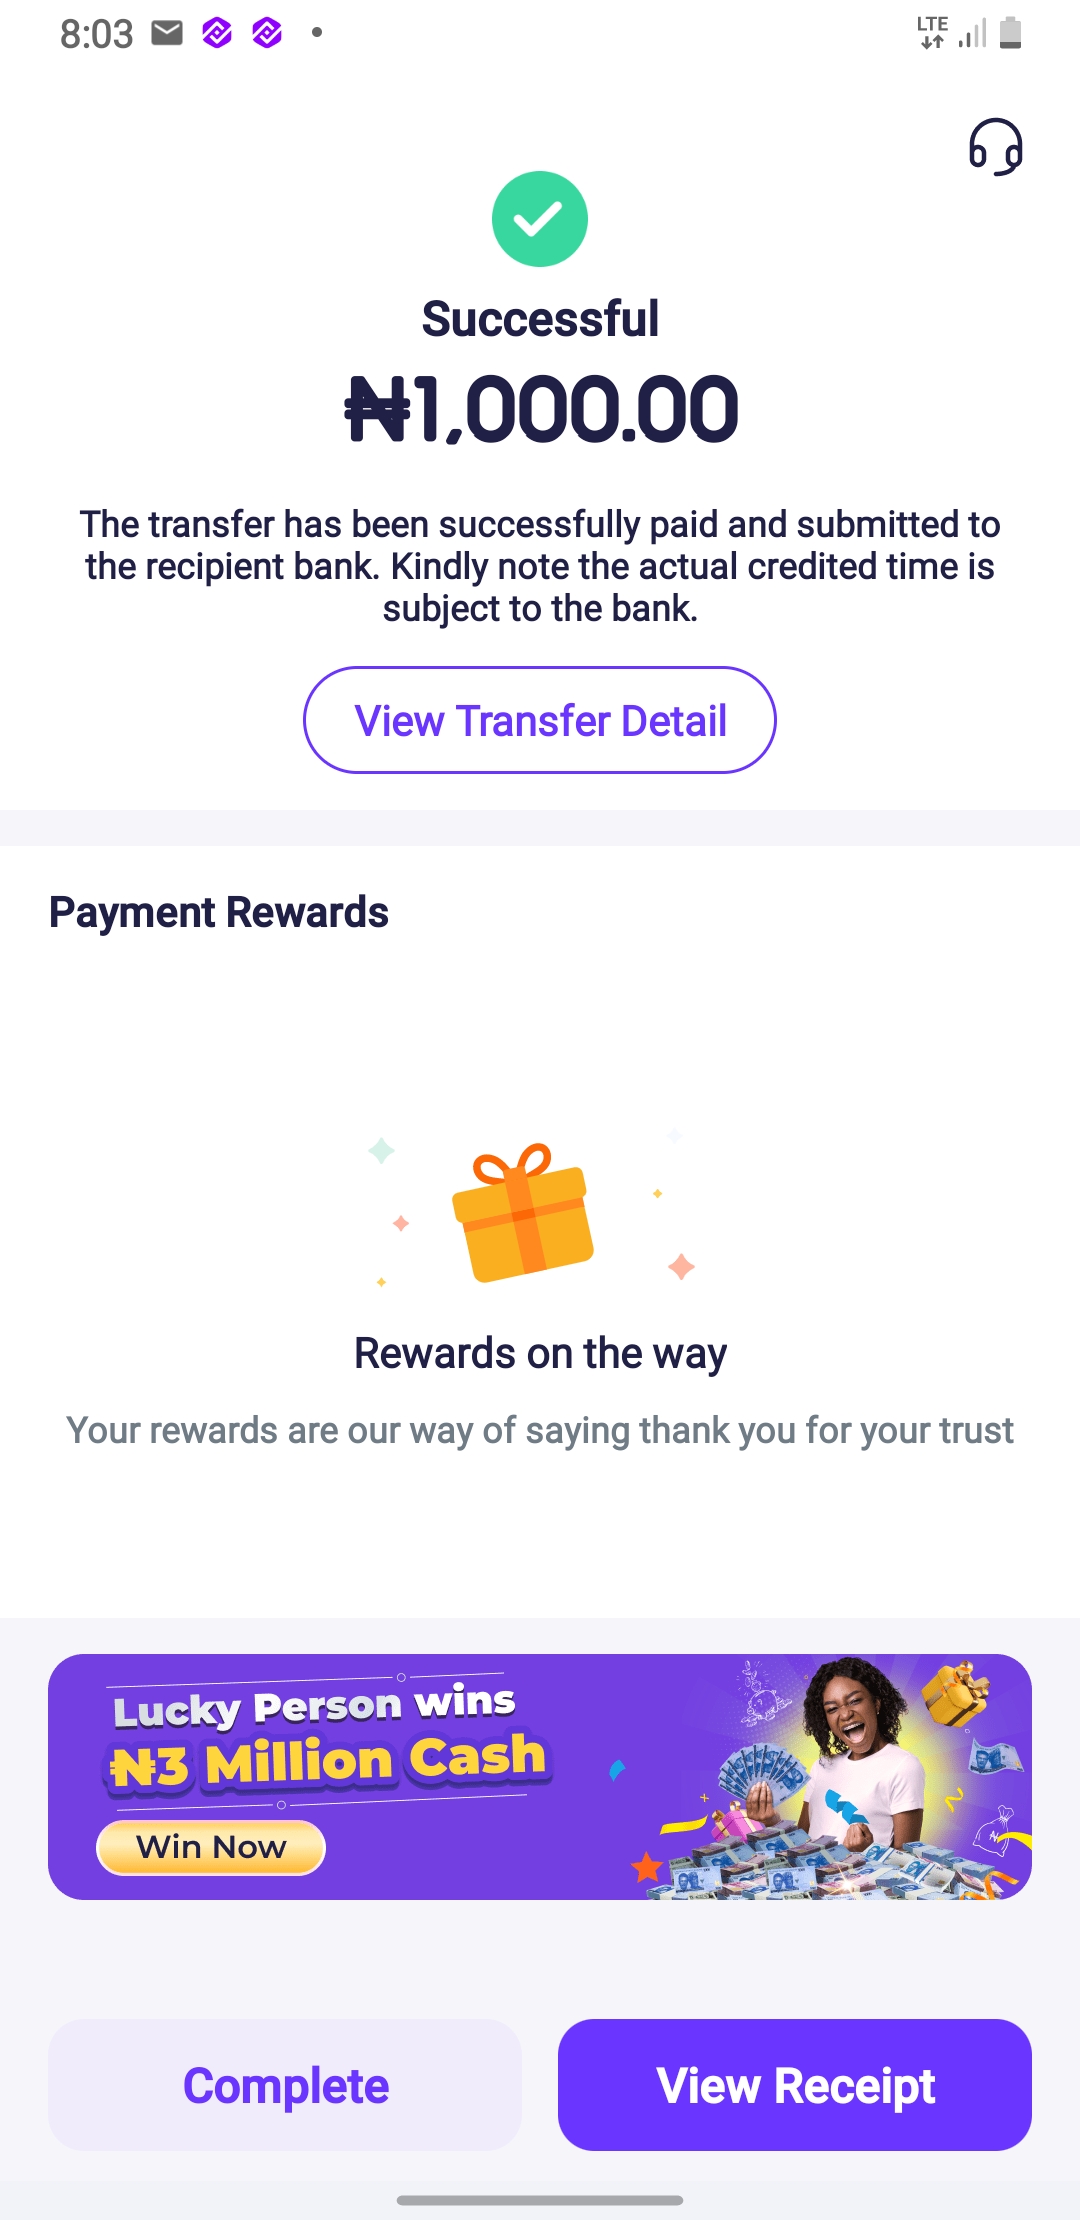 8:03
LTE
Successful
₦1,000.00
The transfer has been successfully paid and submitted to
the recipient bank. Kindly note the actual credited time is
subject to the bank.
View Transfer Detail
Payment Rewards
Rewards on the way
Your rewards are our way of saying thank you for your trust
Lucky Person wins
₦3 Million Cash
Win Now
Complete
View Receipt